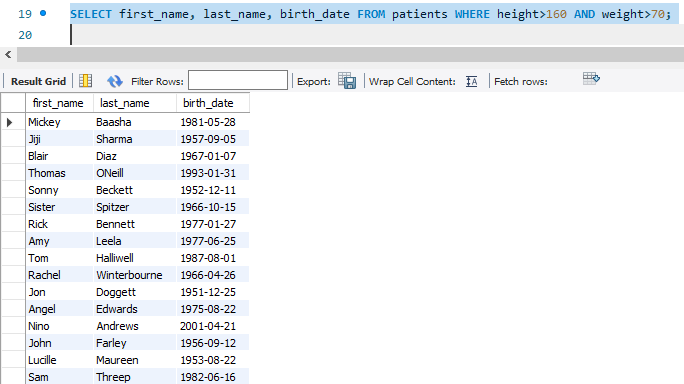 19 SELECT first_name, last_name, birth_date FROM patients WHERE height>160 AND weight>70;
20
Result Grid Filter Rows: Export: Wrap Cell Content: IA Fetch rows:
first_name last_name birth_date
Mickey Baasha 1981-05-28
Jiji Sharma 1957-09-05
Blair Diaz 1967-01-07
Thomas ONeill 1993-01-31
Sonny Beckett 1952-12-11
Sister Spitzer 1966-10-15
Rick Bennett 1977-01-27
Amy Leela 1977-06-25
Tom Halliwell 1987-08-01
Rachel Winterbourne 1966-04-26
Jon Doggett 1951-12-25
Angel Edwards 1975-08-22
Nino Andrews 2001-04-21
John Farley 1956-09-12
Lucille Maureen 1953-08-22
Sam Threep 1982-06-16